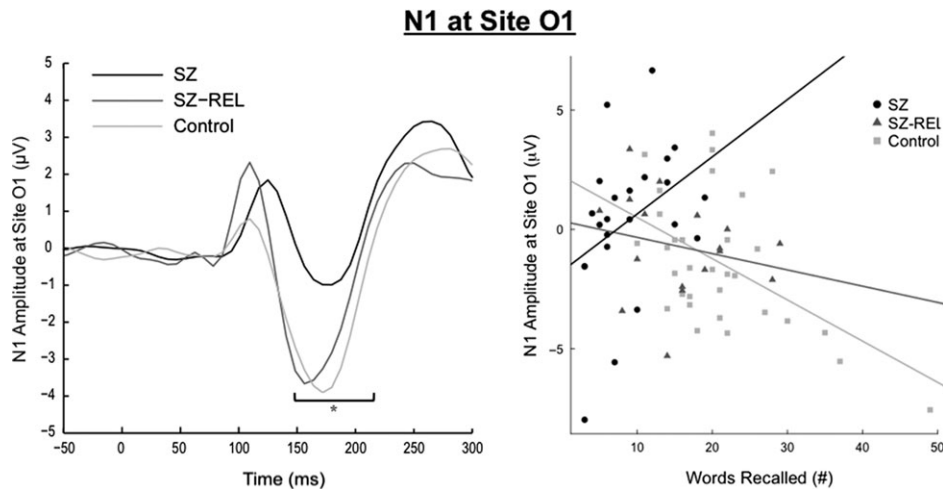 N1 at Site O1
N1 Amplitude at Site O1 (µV)
5
4
3
2
1
0
−1
−2
−3
−4
−5
SZ
SZ−REL
Control
*
−50
0
50
100
150
200
250
300
Time (ms)
N1 Amplitude at Site O1 (µV)
5
0
−5
SZ
SZ-REL
Control
10
20
30
40
50
Words Recalled (#)